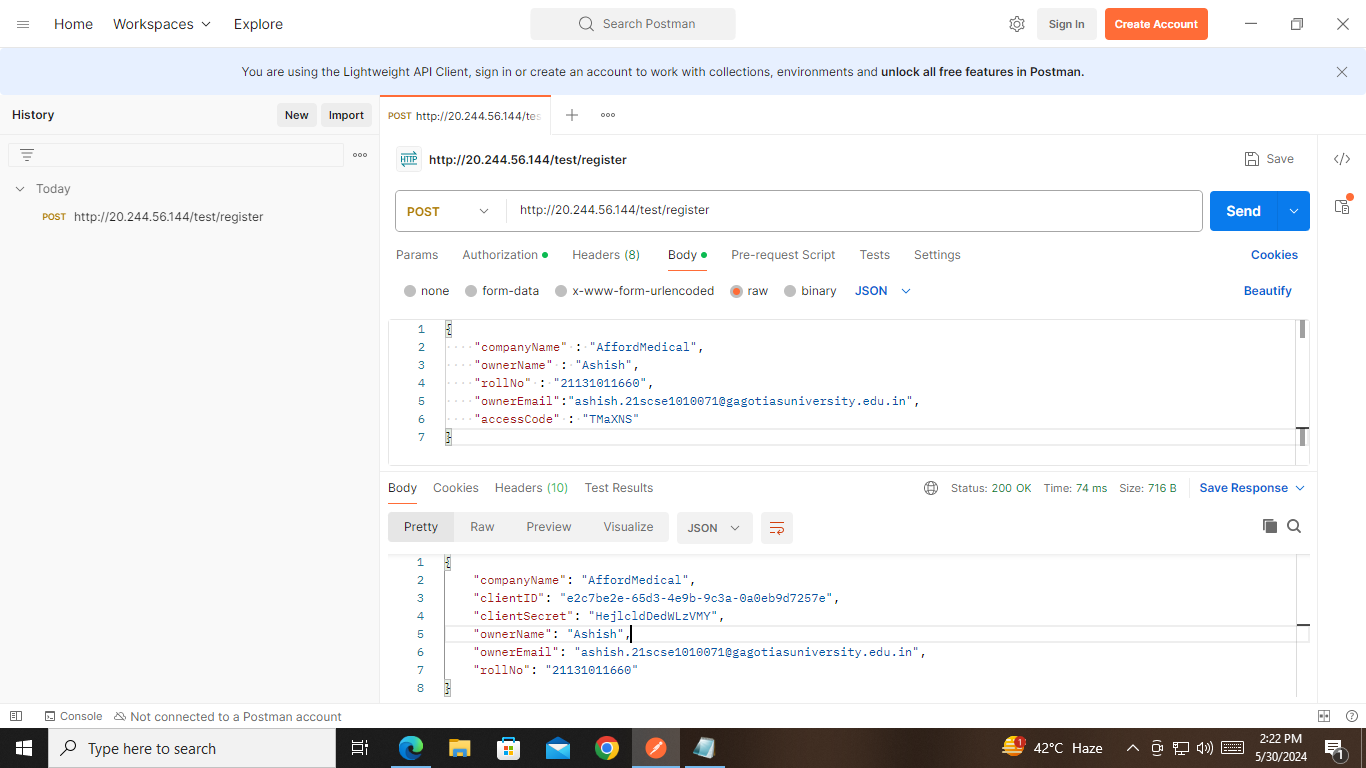 Home Workspaces Explore Search Postman Sign In Create Account
You are using the Lightweight API Client, sign in or create an account to work with collections, environments and unlock all free features in Postman.
History New Import
POST http://20.244.56.144/tes
HTTP http://20.244.56.144/test/register Save
Today
POST http://20.244.56.144/test/register
POST http://20.244.56.144/test/register Send
Params Authorization Headers (8) Body Pre-request Script Tests Settings Cookies
none form-data x-www-form-urlencoded raw binary JSON Beautify
1 {
2 "companyName" : "AffordMedical",
3 "ownerName" : "Ashish",
4 "rollNo" : "21131011660",
5 "ownerEmail":"ashish.21scse1010071@gagotiasuniversity.edu.in",
6 "accessCode" : "TMaXNS"
7 }
Body Cookies Headers (10) Test Results Status: 200 OK Time: 74 ms Size: 716 B Save Response
Pretty Raw Preview Visualize JSON
1 {
2 "companyName": "AffordMedical",
3 "clientID": "e2c7be2e-65d3-4e9b-9c3a-0a0eb9d7257e",
4 "clientSecret": "HejlcldDedWLzVMY",
5 "ownerName": "Ashish",
6 "ownerEmail": "ashish.21scse1010071@gagotiasuniversity.edu.in",
7 "rollNo": "21131011660"
8 }
Console Not connected to a Postman account
Type here to search 1 42°C Haze 2:22 PM
5/30/2024 1